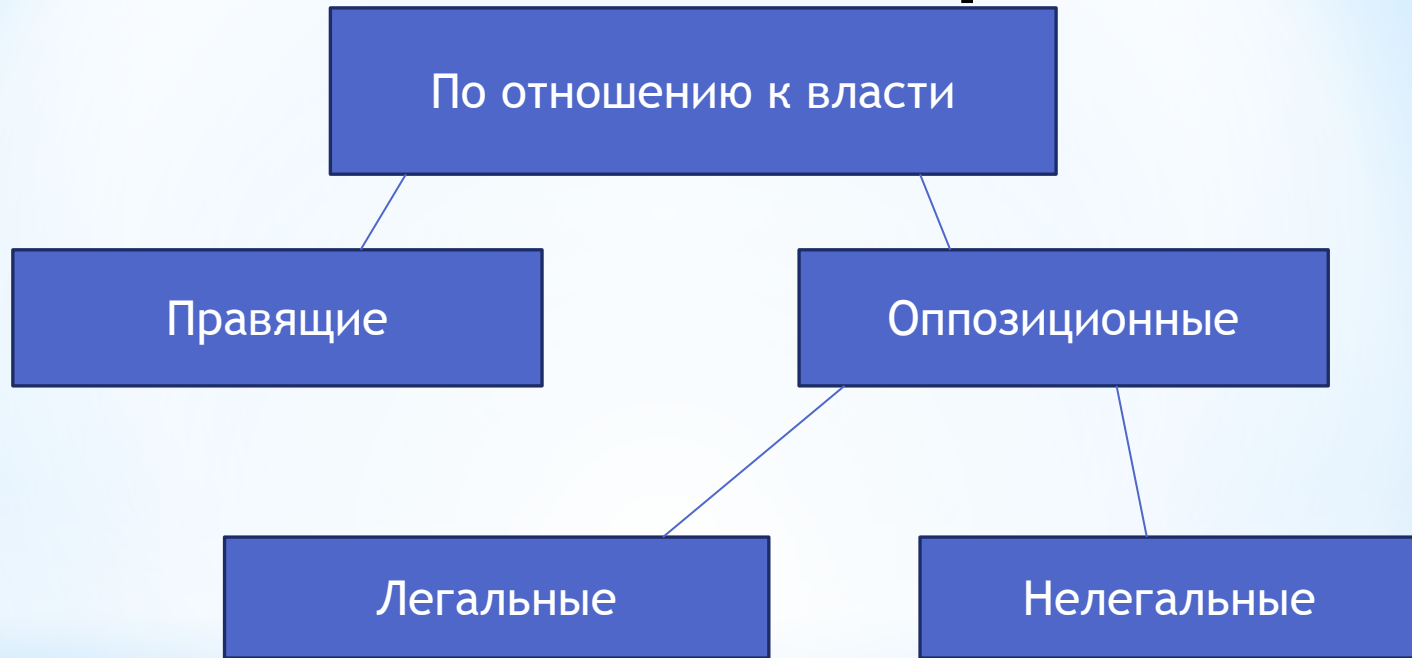 По отношению к власти
Правящие
Оппозиционные
Легальные
Нелегальные